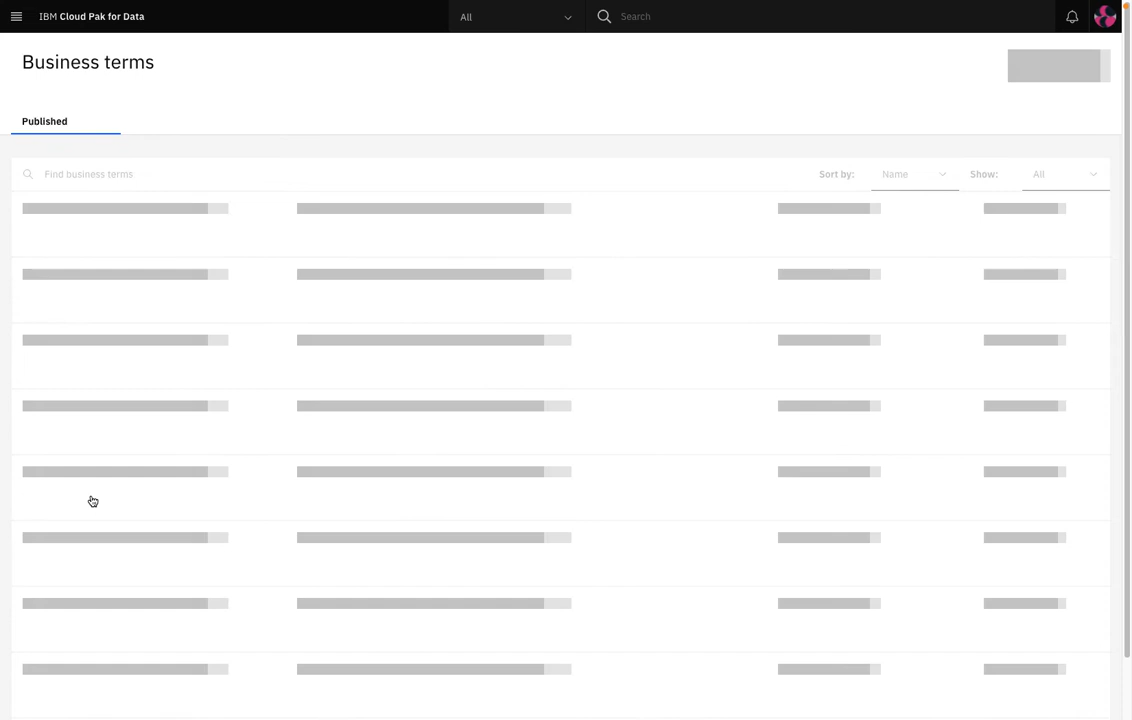 IBM Cloud Pak for Data
All
Search
Business terms
Published
Find business terms
Sort by:
Name
Show:
All